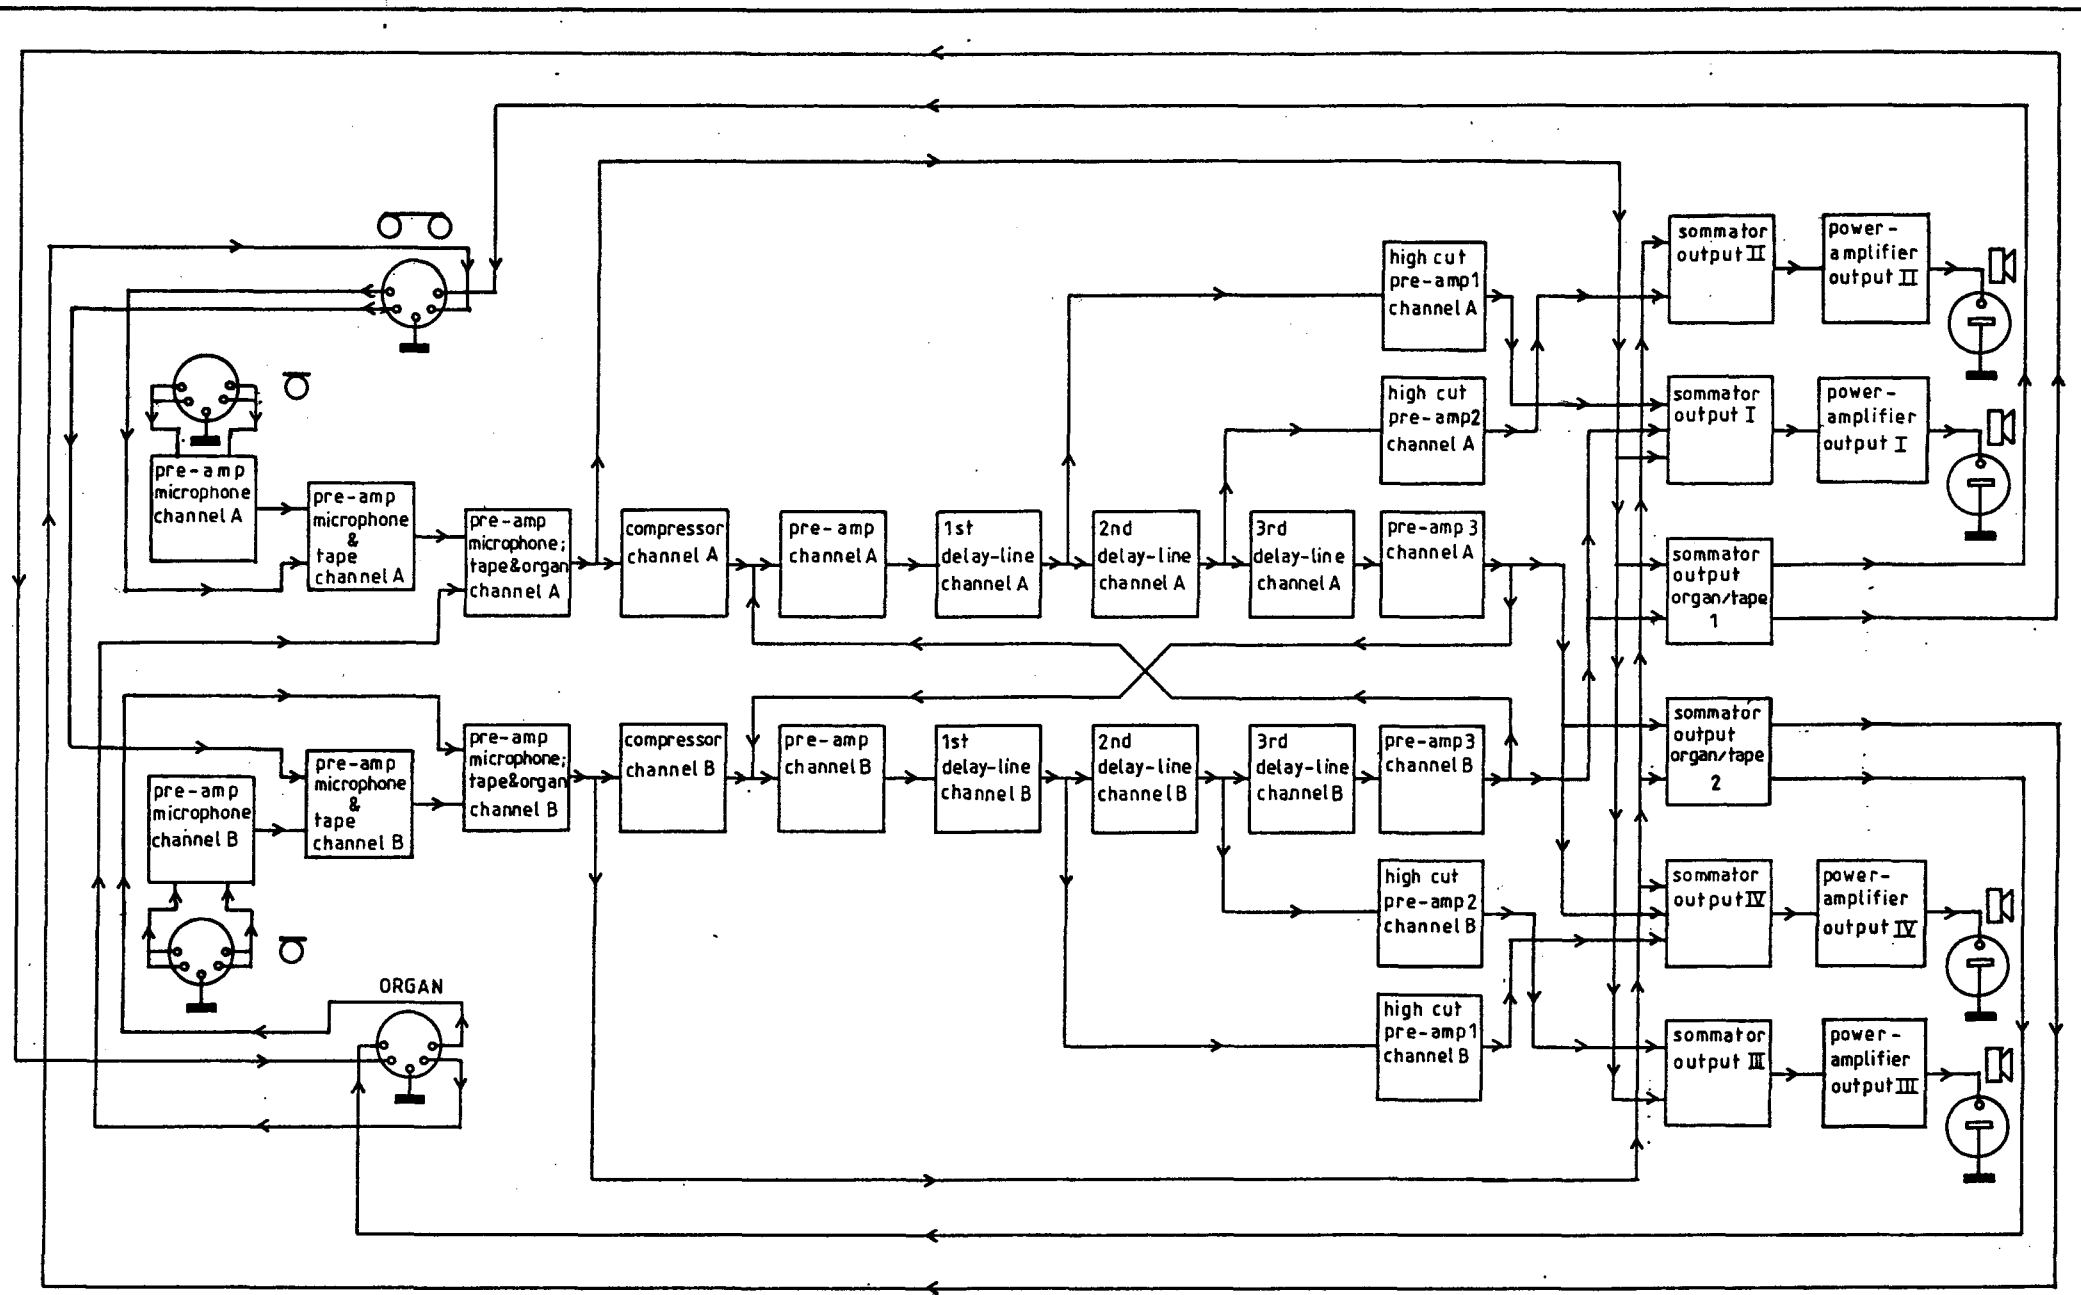 high cut
pre-amp1
channel A
sommator
output II
power-
amplifier
output II
high cut
pre-amp2
channel A
sommator
output I
power-
amplifier
output I
pre-amp
microphone
channel A
pre-amp
microphone
&
tape
channel A
pre-amp
microphone;
tape&organ
channel A
compressor
channel A
pre-amp
channel A
1st
delay-line
channel A
2nd
delay-line
channel A
3rd
delay-line
channel A
pre-amp 3
channel A
sommator
output
organ/tape
1
pre-amp
microphone
channel B
pre-amp
microphone
&
tape
channel B
pre-amp
microphone;
tape&organ
channel B
compressor
channel B
pre-amp
channel B
1st
delay-line
channel B
2nd
delay-line
channel B
3rd
delay-line
channel B
pre-amp3
channel B
sommator
output
organ/tape
2
high cut
pre-amp2
channel B
sommator
output IV
power-
amplifier
output IV
ORGAN
high cut
pre-amp1
channel B
sommator
output III
power-
amplifier
output III